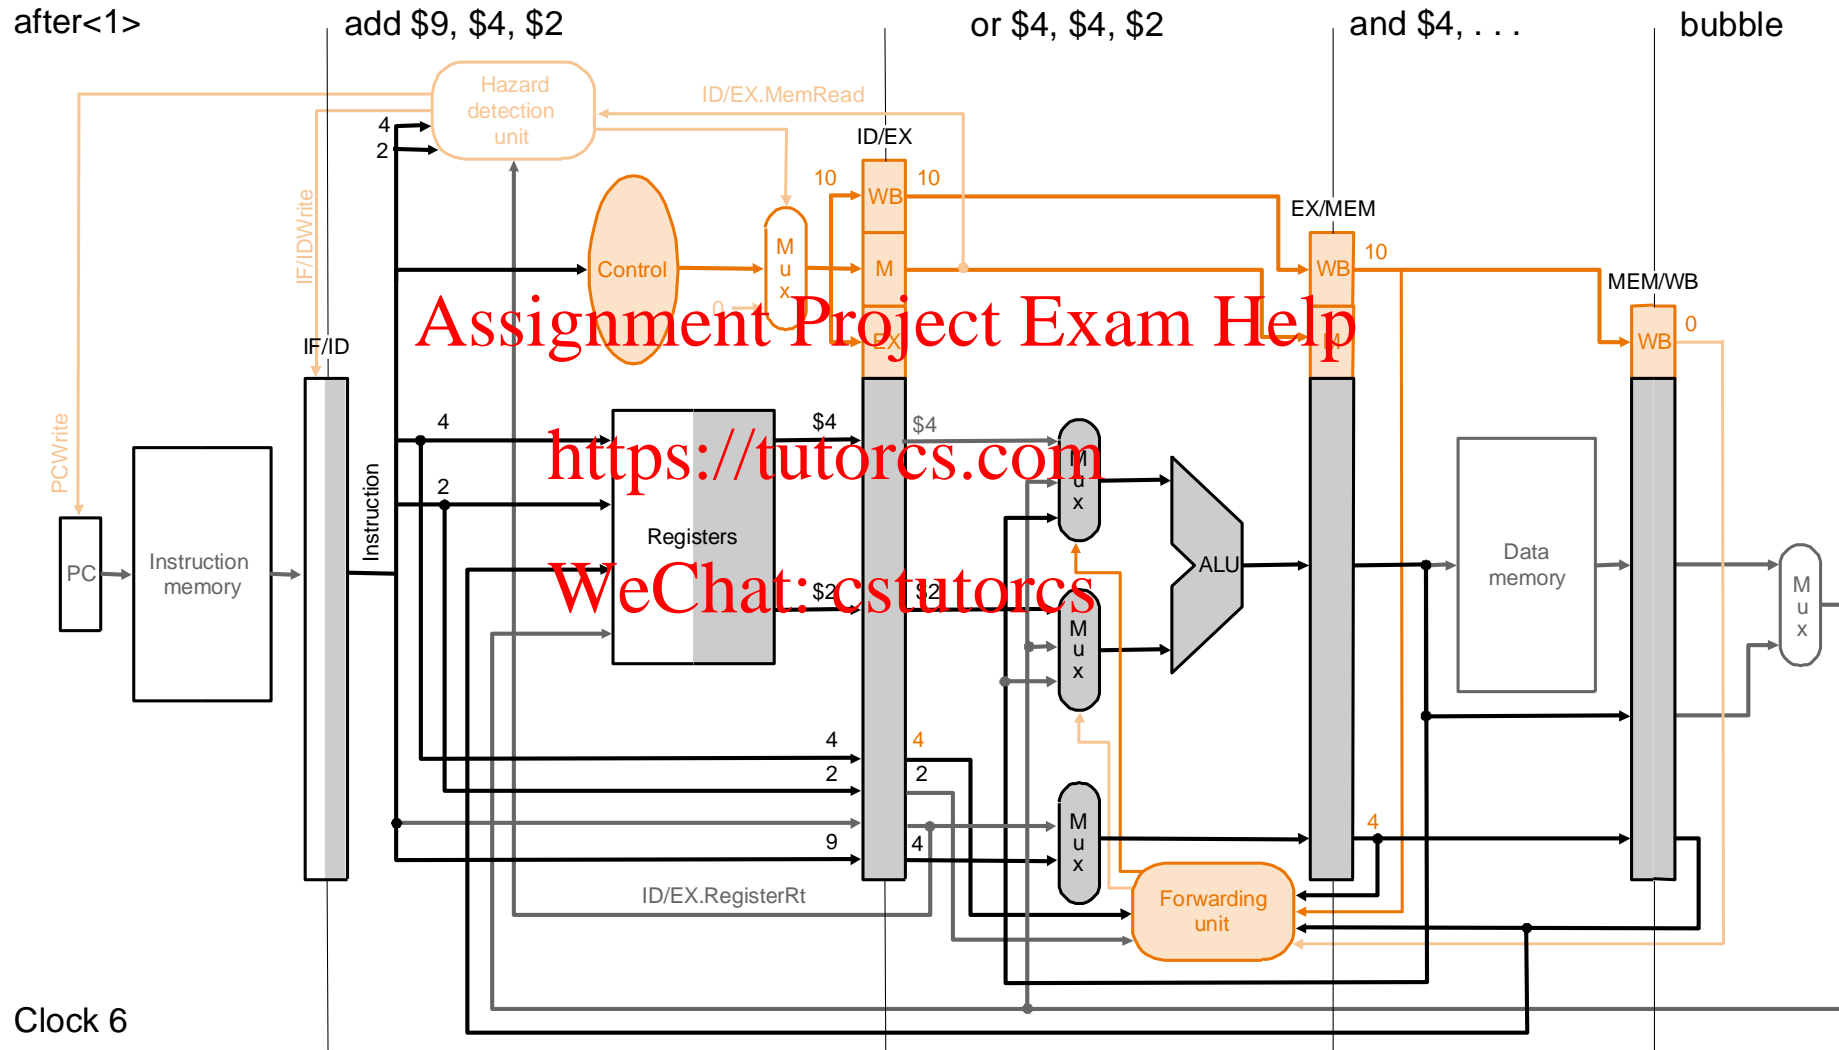 after<1>
add $9, $4, $2
or $4, $4, $2
and $4, . . .
bubble
Hazard
detection
unit
ID/EX.MemRead
4
2
ID/EX
10
WB
10
EX/MEM
IF/IDWrite
Control
M
u
x
0
M
WB
10
MEM/WB
EX
M
WB
0
IF/ID
Assignment Project Exam Help
PCWrite
4
$4
$4
M
u
x
https://tutorcs.com
Instruction
2
Registers
PC
Instruction
memory
ALU
Data
memory
M
u
x
$2
$2
WeChat: cstutorcs
M
u
x
4
4
2
2
9
4
M
u
x
4
ID/EX.RegisterRt
Forwarding
unit
Clock 6